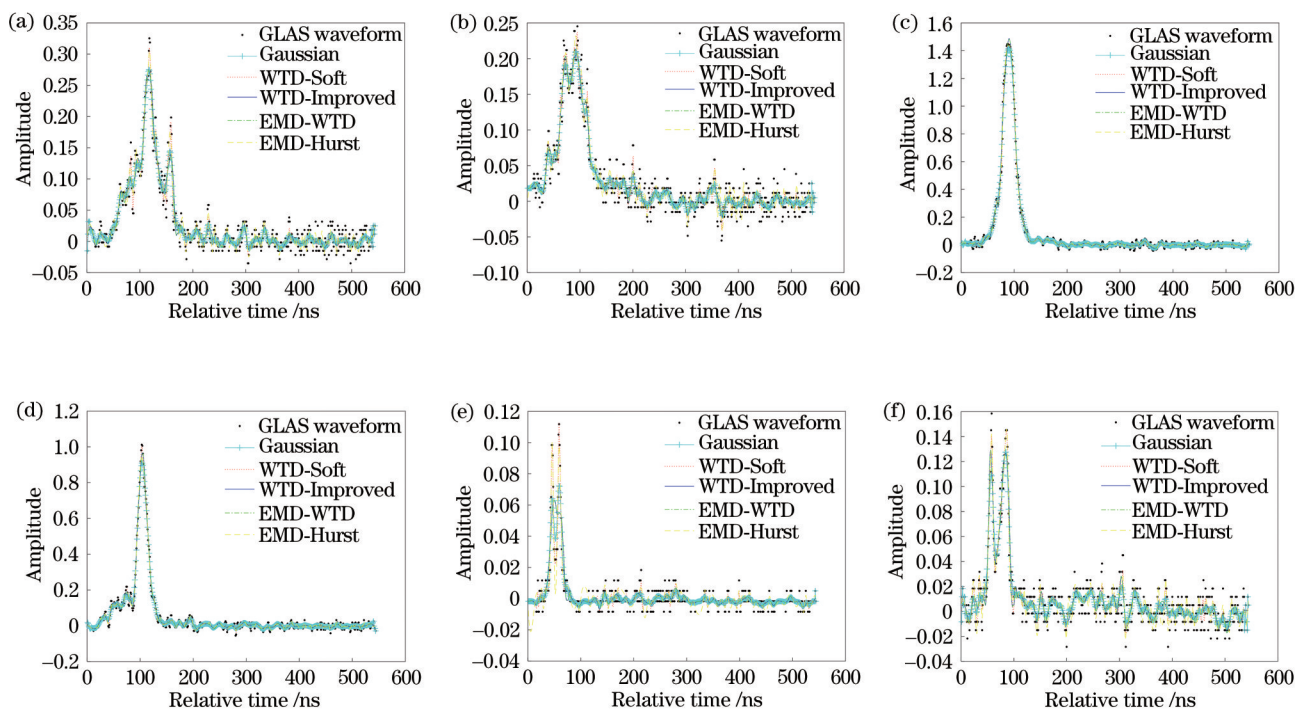 (a)
0.35
0.30
0.25
0.20
0.15
0.10
0.05
0
−0.05
Amplitude
0 100 200 300 400 500 600
Relative time /ns
GLAS waveform
Gaussian
WTD-Soft
WTD-Improved
EMD-WTD
EMD-Hurst
(b)
0.25
0.20
0.15
0.10
0.05
0
−0.05
−0.10
Amplitude
0 100 200 300 400 500 600
Relative time /ns
GLAS waveform
Gaussian
WTD-Soft
WTD-Improved
EMD-WTD
EMD-Hurst
(c)
1.6
1.4
1.2
1.0
0.8
0.6
0.4
0.2
0
−0.2
Amplitude
0 100 200 300 400 500 600
Relative time /ns
GLAS waveform
Gaussian
WTD-Soft
WTD-Improved
EMD-WTD
EMD-Hurst
(d)
1.2
1.0
0.8
0.6
0.4
0.2
0
−0.2
Amplitude
0 100 200 300 400 500 600
Relative time /ns
GLAS waveform
Gaussian
WTD-Soft
WTD-Improved
EMD-WTD
EMD-Hurst
(e)
0.12
0.10
0.08
0.06
0.04
0.02
0
−0.02
−0.04
Amplitude
0 100 200 300 400 500 600
Relative time /ns
GLAS waveform
Gaussian
WTD-Soft
WTD-Improved
EMD-WTD
EMD-Hurst
(f)
0.16
0.14
0.12
0.10
0.08
0.06
0.04
0.02
0
−0.02
−0.04
Amplitude
0 100 200 300 400 500 600
Relative time /ns
GLAS waveform
Gaussian
WTD-Soft
WTD-Improved
EMD-WTD
EMD-Hurst